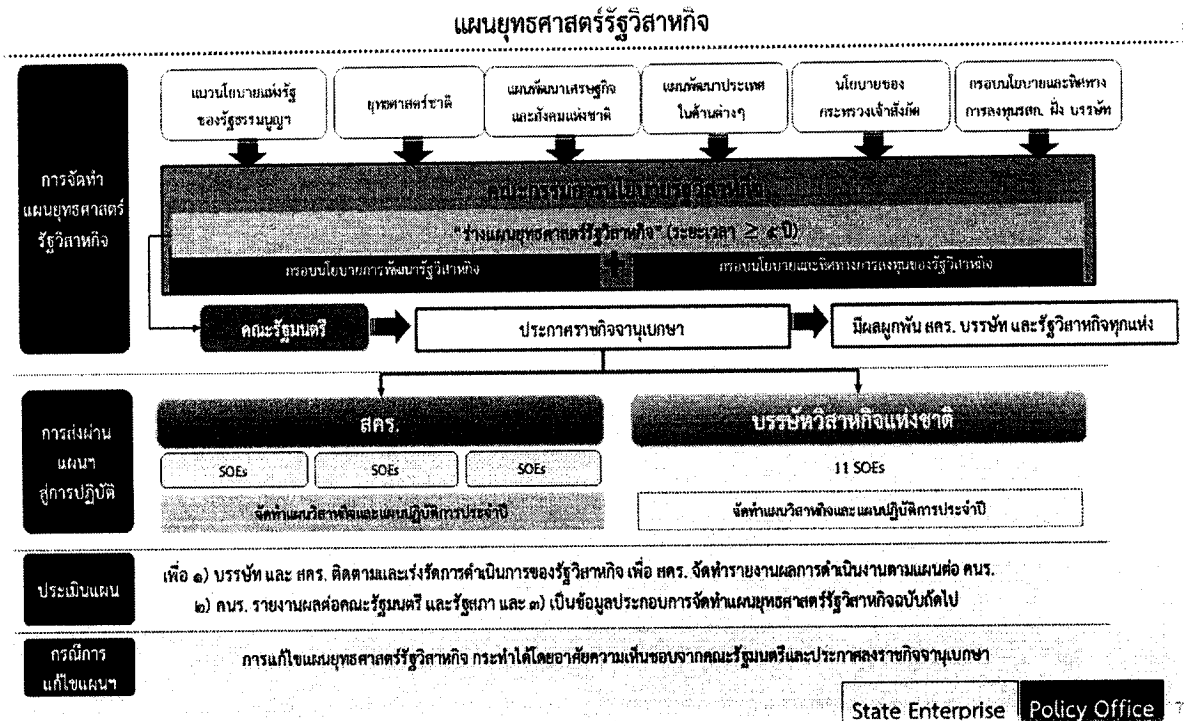 แผนยุทธศาสตร์รัฐวิสาหกิจ
การจัดทำ
แผนยุทธศาสตร์
รัฐวิสาหกิจ
แนวนโยบายแห่งรัฐ
ของรัฐธรรมนูญฯ
ยุทธศาสตร์ชาติ
แผนพัฒนาเศรษฐกิจ
และสังคมแห่งชาติ
แผนพัฒนาประเทศ
ในด้านต่างๆ
นโยบายของ
กระทรวงเจ้าสังกัด
กรอบนโยบายและทิศทาง
การลงทุนรสก. ฝั่ง บรรษัท
คณะกรรมการนโยบายรัฐวิสาหกิจ
"ร่างแผนยุทธศาสตร์รัฐวิสาหกิจ" (ระยะเวลา ≥ ๕ ปี)
กรอบนโยบายการพัฒนารัฐวิสาหกิจ
+
กรอบนโยบายและทิศทางการลงทุนของรัฐวิสาหกิจ
คณะรัฐมนตรี
ประกาศราชกิจจานุเบกษา
มีผลผูกพัน สคร. บรรษัท และรัฐวิสาหกิจทุกแห่ง
การส่งผ่าน
แผนฯ
สู่การปฏิบัติ
สคร.
SOEs
SOEs
SOEs
จัดทำแผนวิสาหกิจและแผนปฏิบัติการประจำปี
บรรษัทวิสาหกิจแห่งชาติ
11 SOEs
จัดทำแผนวิสาหกิจและแผนปฏิบัติการประจำปี
ประเมินแผน
เพื่อ ๑) บรรษัท และ สคร. ติดตามและเร่งรัดการดำเนินการของรัฐวิสาหกิจ เพื่อ สคร. จัดทำรายงานผลการดำเนินงานตามแผนต่อ คนร.
๒) คนร. รายงานผลต่อคณะรัฐมนตรี และรัฐสภา และ ๓) เป็นข้อมูลประกอบการจัดทำแผนยุทธศาสตร์รัฐวิสาหกิจฉบับถัดไป
กรณีการ
แก้ไขแผนฯ
การแก้ไขแผนยุทธศาสตร์รัฐวิสาหกิจ กระทำได้โดยอาศัยความเห็นชอบจากคณะรัฐมนตรีและประกาศลงราชกิจจานุเบกษา
State Enterprise Policy Office
7